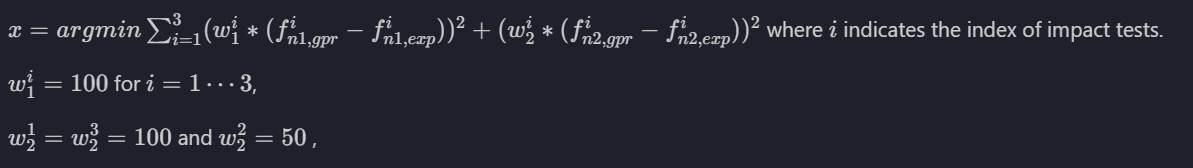 $x = argmin \sum_{i=1}^{3} (w_1^i * (f_{n1,gpr}^i - f_{n1,exp}^i))^2 + (w_2^i * (f_{n2,gpr}^i - f_{n2,exp}^i))^2$ where $i$ indicates the index of impact tests.
$w_1^i = 100$ for $i = 1 \cdots 3$,
$w_2^1 = w_2^3 = 100$ and $w_2^2 = 50$ ,